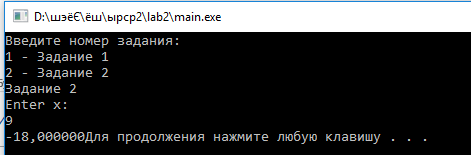 D:\шэёЄ\ёш\ырср2\lab2\main.exe
Введите номер задания:
1 - Задание 1
2 - Задание 2
Задание 2
Enter x:
9
-18,000000Для продолжения нажмите любую клавишу . . .